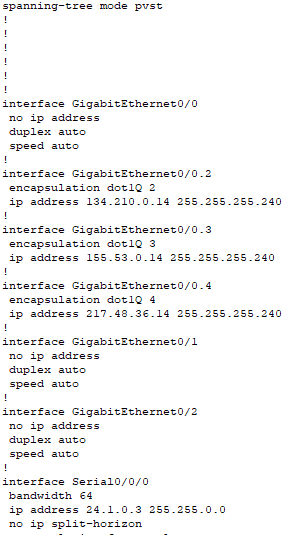 spanning-tree mode pvst
!
!
!
!
!
!
interface GigabitEthernet0/0
 no ip address
 duplex auto
 speed auto
!
interface GigabitEthernet0/0.2
 encapsulation dot1Q 2
 ip address 134.210.0.14 255.255.255.240
!
interface GigabitEthernet0/0.3
 encapsulation dot1Q 3
 ip address 155.53.0.14 255.255.255.240
!
interface GigabitEthernet0/0.4
 encapsulation dot1Q 4
 ip address 217.48.36.14 255.255.255.240
!
interface GigabitEthernet0/1
 no ip address
 duplex auto
 speed auto
!
interface GigabitEthernet0/2
 no ip address
 duplex auto
 speed auto
!
interface Serial0/0/0
 bandwidth 64
 ip address 24.1.0.3 255.255.0.0
 no ip split-horizon